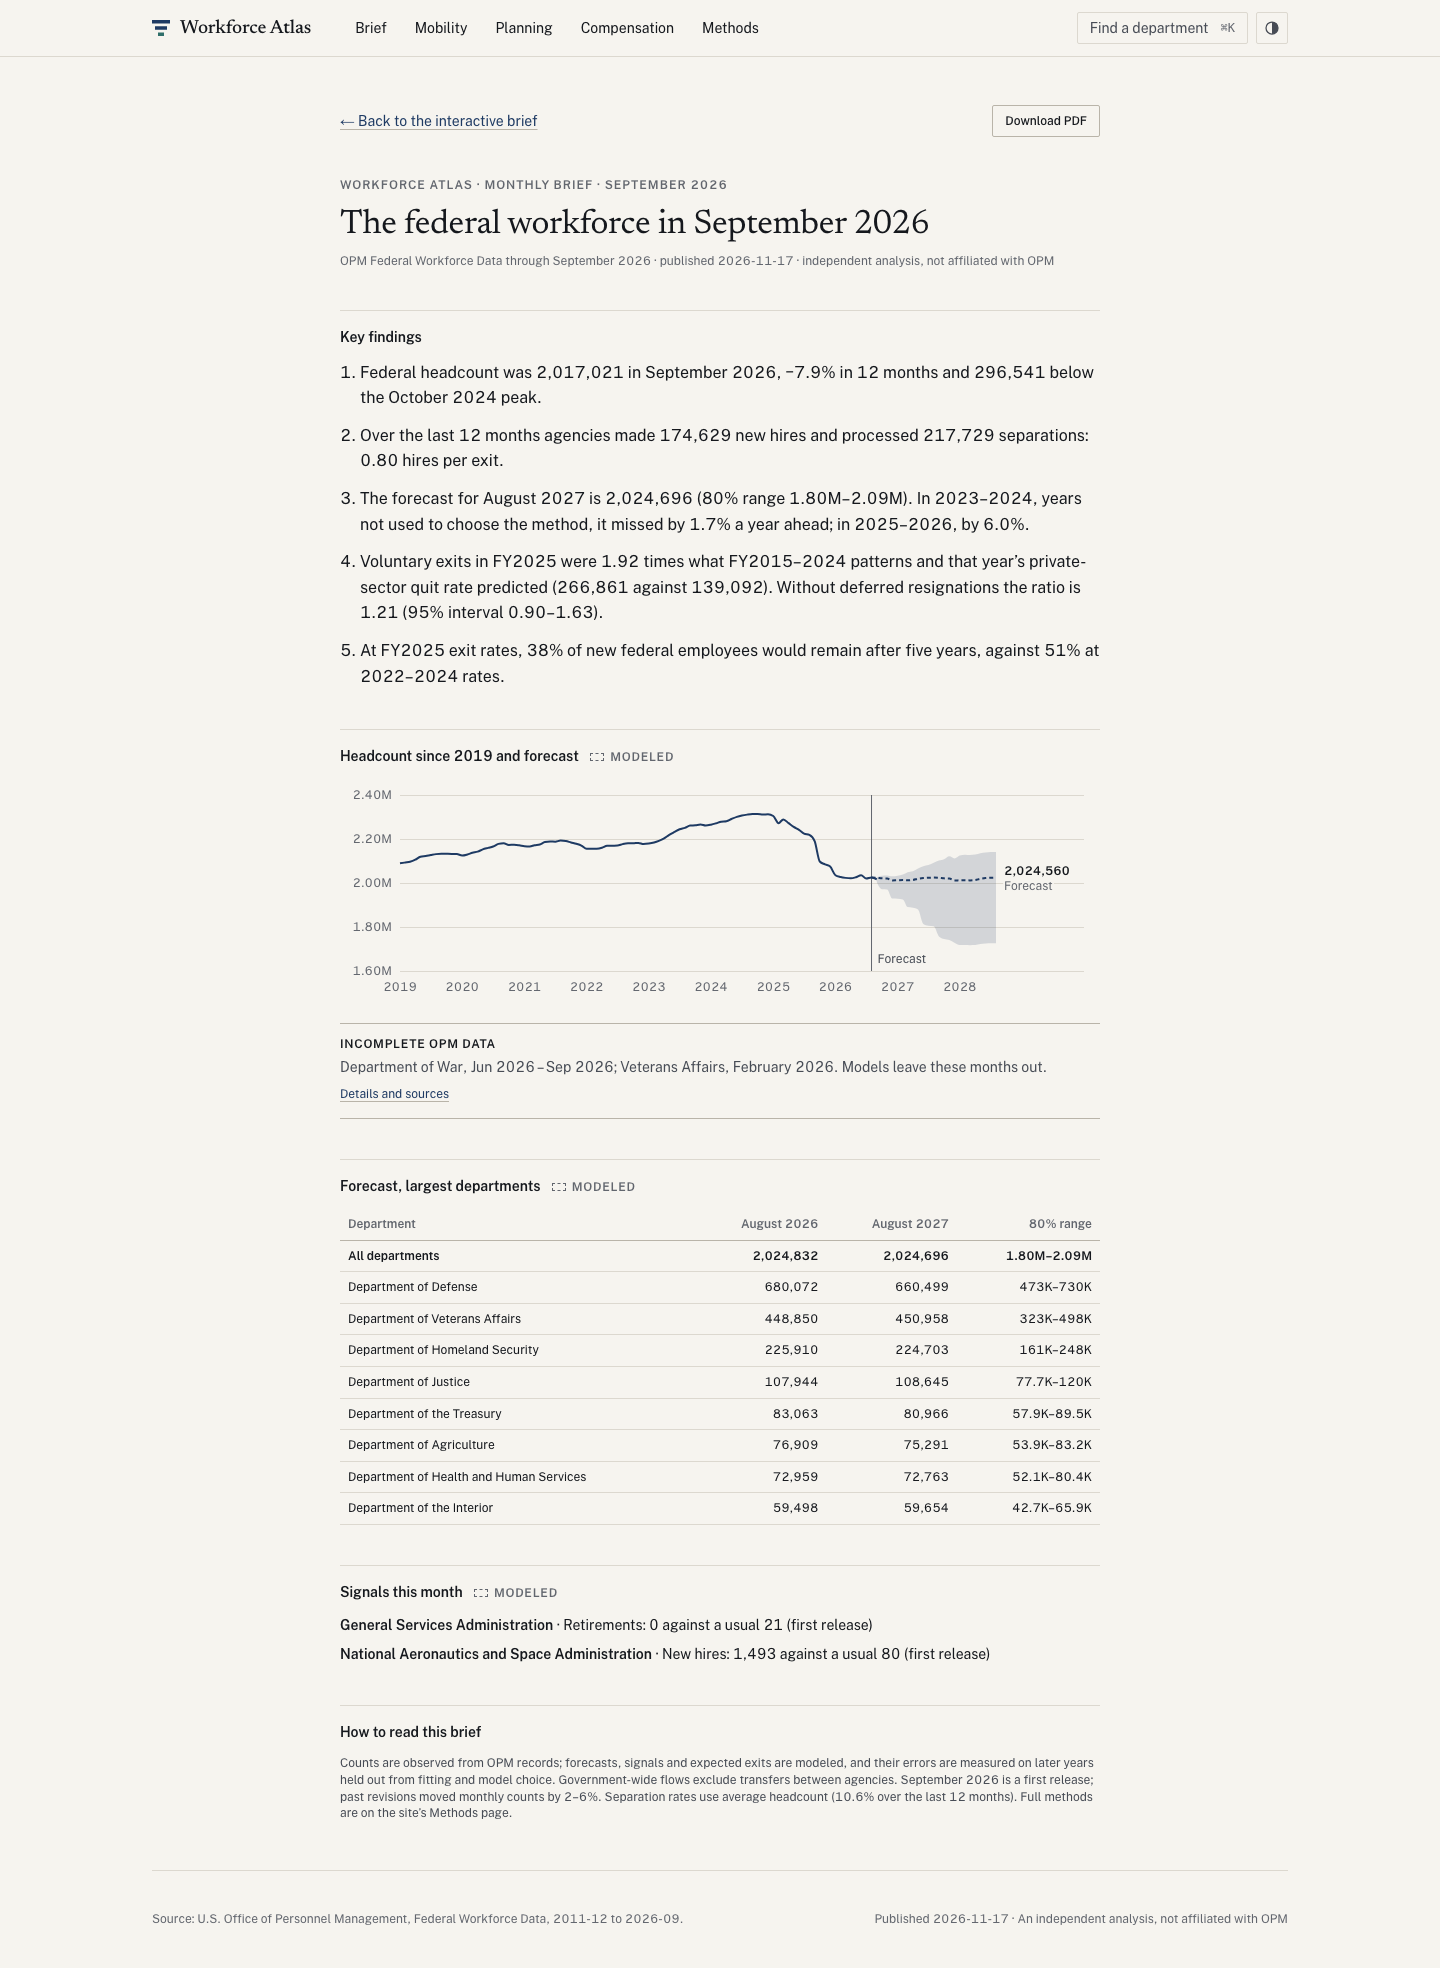 Workforce Atlas Brief Mobility Planning Compensation Methods Find a department ⌘K
← Back to the interactive brief Download PDF
WORKFORCE ATLAS · MONTHLY BRIEF · SEPTEMBER 2026
The federal workforce in September 2026
OPM Federal Workforce Data through September 2026 · published 2026-11-17 · independent analysis, not affiliated with OPM
Key findings
1. Federal headcount was 2,017,021 in September 2026, −7.9% in 12 months and 296,541 below
the October 2024 peak.
2. Over the last 12 months agencies made 174,629 new hires and processed 217,729 separations:
0.80 hires per exit.
3. The forecast for August 2027 is 2,024,696 (80% range 1.80M–2.09M). In 2023–2024, years
not used to choose the method, it missed by 1.7% a year ahead; in 2025–2026, by 6.0%.
4. Voluntary exits in FY2025 were 1.92 times what FY2015–2024 patterns and that year’s private-
sector quit rate predicted (266,861 against 139,092). Without deferred resignations the ratio is
1.21 (95% interval 0.90–1.63).
5. At FY2025 exit rates, 38% of new federal employees would remain after five years, against 51% at
2022–2024 rates.
Headcount since 2019 and forecast MODELED
2.40M
2.20M
2.00M
1.80M
1.60M
2,024,560
Forecast
Forecast
2019 2020 2021 2022 2023 2024 2025 2026 2027 2028
INCOMPLETE OPM DATA
Department of War, Jun 2026–Sep 2026; Veterans Affairs, February 2026. Models leave these months out.
Details and sources
Forecast, largest departments MODELED
Department August 2026 August 2027 80% range
All departments 2,024,832 2,024,696 1.80M–2.09M
Department of Defense 680,072 660,499 473K–730K
Department of Veterans Affairs 448,850 450,958 323K–498K
Department of Homeland Security 225,910 224,703 161K–248K
Department of Justice 107,944 108,645 77.7K–120K
Department of the Treasury 83,063 80,966 57.9K–89.5K
Department of Agriculture 76,909 75,291 53.9K–83.2K
Department of Health and Human Services 72,959 72,763 52.1K–80.4K
Department of the Interior 59,498 59,654 42.7K–65.9K
Signals this month MODELED
General Services Administration · Retirements: 0 against a usual 21 (first release)
National Aeronautics and Space Administration · New hires: 1,493 against a usual 80 (first release)
How to read this brief
Counts are observed from OPM records; forecasts, signals and expected exits are modeled, and their errors are measured on later years
held out from fitting and model choice. Government-wide flows exclude transfers between agencies. September 2026 is a first release;
past revisions moved monthly counts by 2–6%. Separation rates use average headcount (10.6% over the last 12 months). Full methods
are on the site’s Methods page.
Source: U.S. Office of Personnel Management, Federal Workforce Data, 2011-12 to 2026-09. Published 2026-11-17 · An independent analysis, not affiliated with OPM